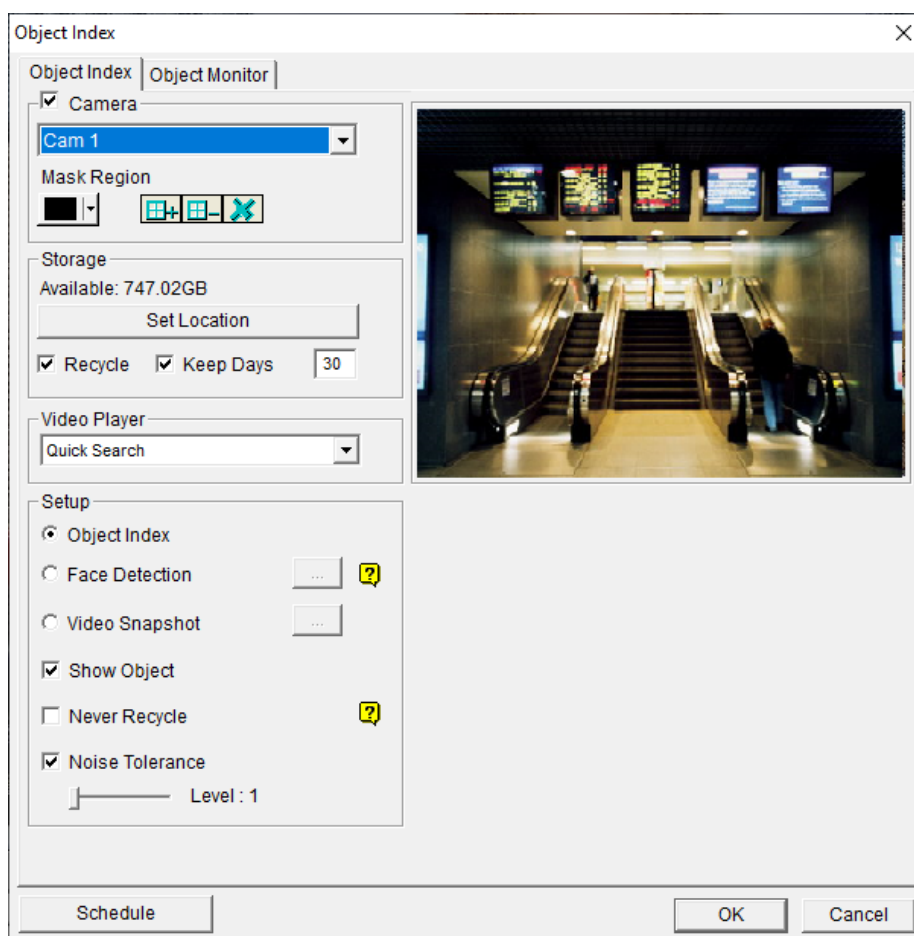 Object Index
Object Index
Object Monitor
Camera
Cam 1
Mask Region
Storage
Available: 747.02GB
Set Location
Recycle
Keep Days
30
Video Player
Quick Search
Setup
Object Index
Face Detection
...
?
Video Snapshot
...
Show Object
Never Recycle
?
Noise Tolerance
Level : 1
Schedule
OK
Cancel